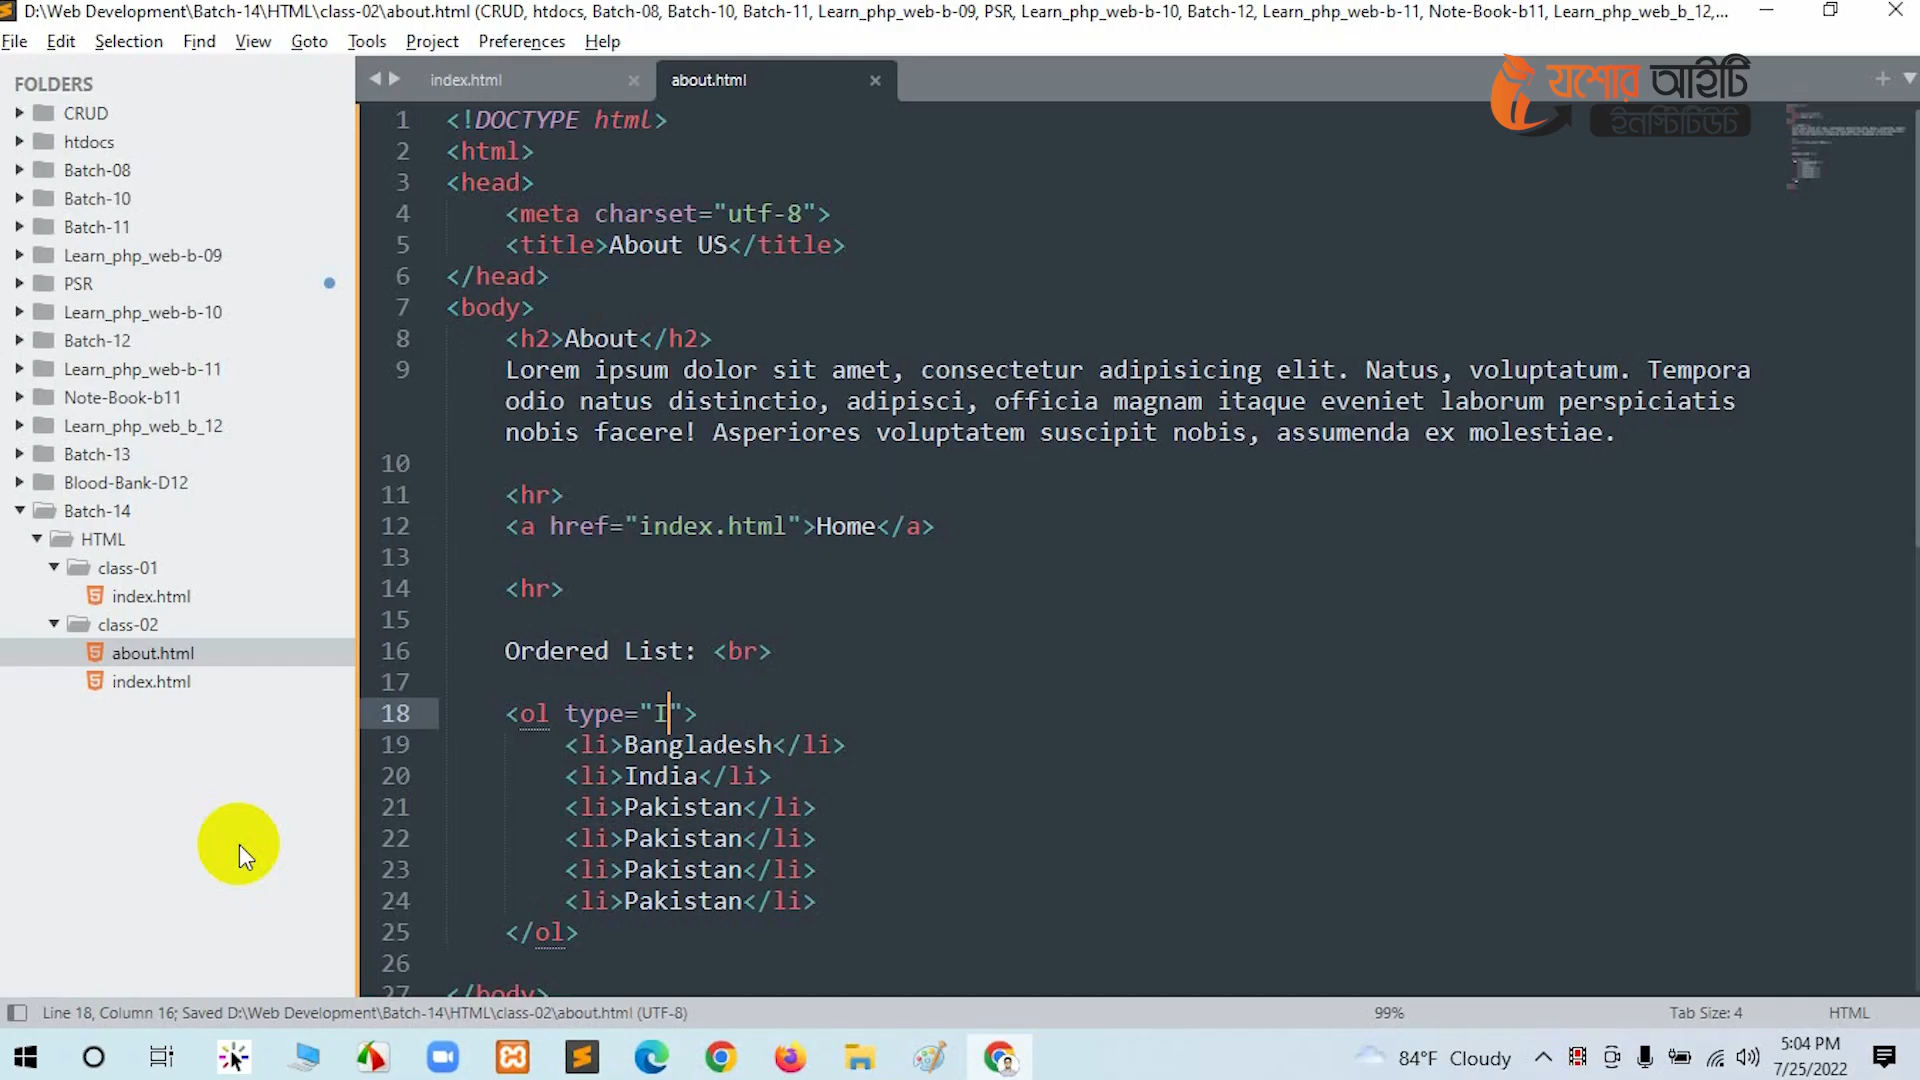 D:\Web Development\Batch-14\HTML\class-02\about.html (CRUD, htdocs, Batch-08, Batch-10, Batch-11, Learn_php_web-b-09, PSR, Learn_php_web-b-10, Batch-12, Learn_php_web-b-11, Note-Book-b11, Learn_php_web_b_12,...
File Edit Selection Find View Goto Tools Project Preferences Help
FOLDERS
CRUD
htdocs
Batch-08
Batch-10
Batch-11
Learn_php_web-b-09
PSR
Learn_php_web-b-10
Batch-12
Learn_php_web-b-11
Note-Book-b11
Learn_php_web_b_12
Batch-13
Blood-Bank-D12
Batch-14
HTML
class-01
index.html
class-02
about.html
index.html
index.html about.html
যশোর আইটি
ইনস্টিটিউট
1 <!DOCTYPE html>
2 <html>
3 <head>
4 <meta charset="utf-8">
5 <title>About US</title>
6 </head>
7 <body>
8 <h2>About</h2>
9 Lorem ipsum dolor sit amet, consectetur adipisicing elit. Natus, voluptatum. Tempora
odio natus distinctio, adipisci, officia magnam itaque eveniet laborum perspiciatis
nobis facere! Asperiores voluptatem suscipit nobis, assumenda ex molestiae.
10
11 <hr>
12 <a href="index.html">Home</a>
13
14 <hr>
15
16 Ordered List: <br>
17
18 <ol type="I">
19 <li>Bangladesh</li>
20 <li>India</li>
21 <li>Pakistan</li>
22 <li>Pakistan</li>
23 <li>Pakistan</li>
24 <li>Pakistan</li>
25 </ol>
26
27 </body>
Line 18, Column 16; Saved D:\Web Development\Batch-14\HTML\class-02\about.html (UTF-8) 99% Tab Size: 4 HTML
84°F Cloudy
5:04 PM
7/25/2022